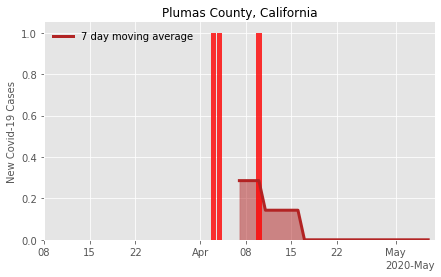 Plumas County, California
7 day moving average
New Covid-19 Cases
1.0
0.8
0.6
0.4
0.2
0.0
08 15 22 Apr 08 15 22 May
2020-May